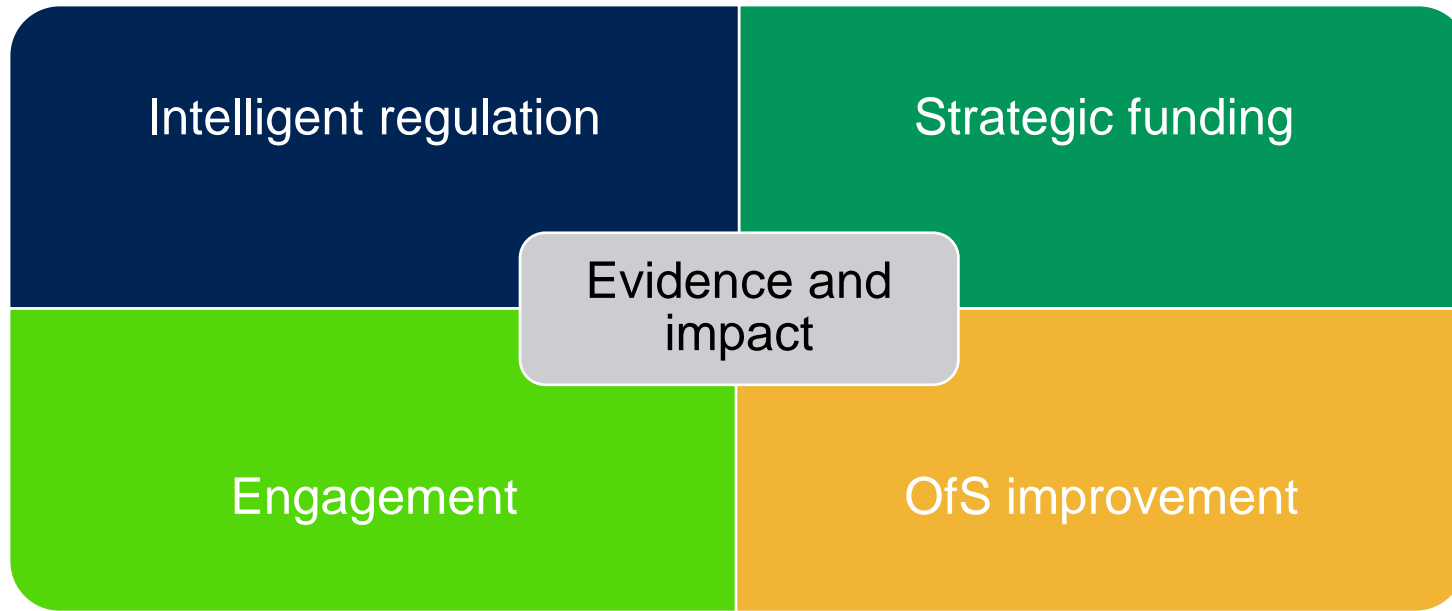 Intelligent regulation
Strategic funding
Evidence and
impact
Engagement
OfS improvement